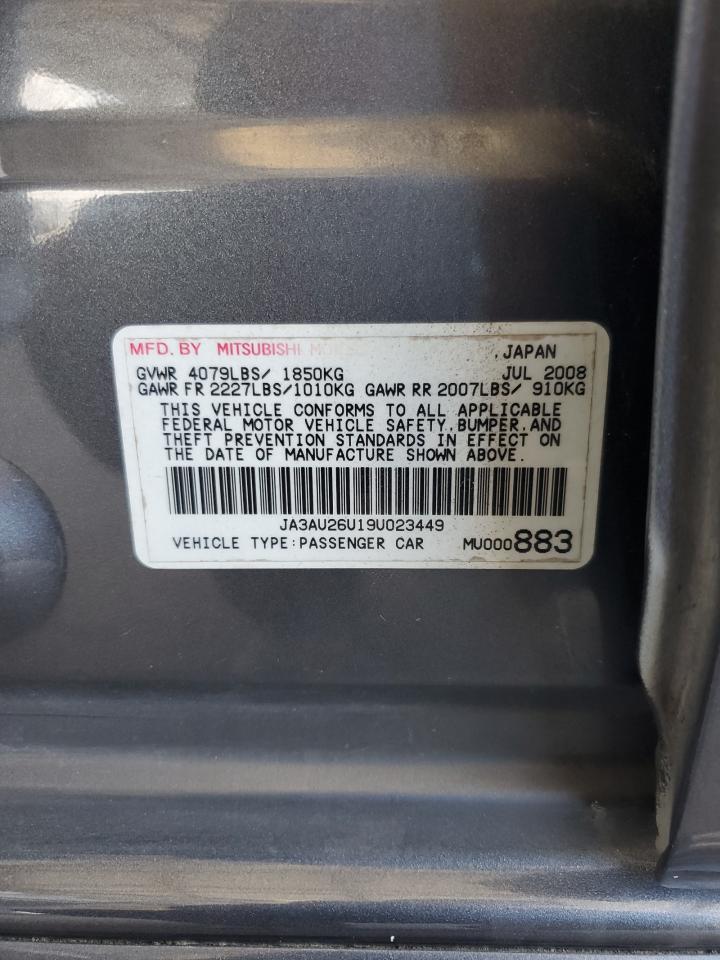 MFD. BY MITSUBISHI , JAPAN
GVWR 4079LBS/ 1850KG JUL 2008
GAWR FR 2227LBS/1010KG GAWR RR 2007LBS/ 910KG
THIS VEHICLE CONFORMS TO ALL APPLICABLE
FEDERAL MOTOR VEHICLE SAFETY,BUMPER,AND
THEFT PREVENTION STANDARDS IN EFFECT ON
THE DATE OF MANUFACTURE SHOWN ABOVE.
JA3AU26U19U023449
VEHICLE TYPE:PASSENGER CAR MU000883